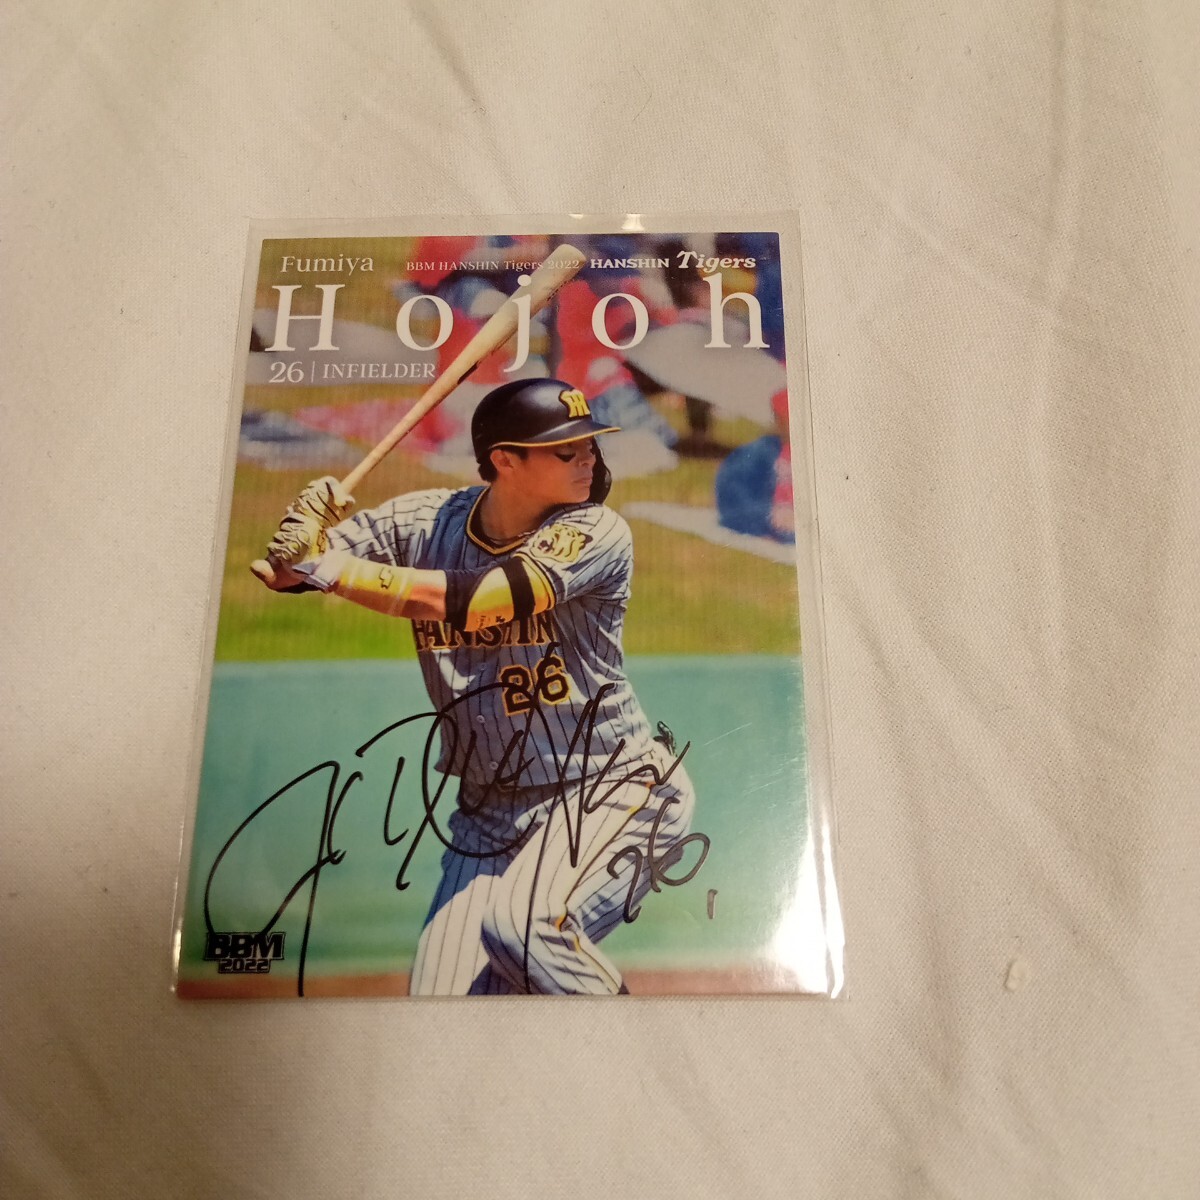 Fumiya BBM HANSHIN Tigers 2022 HANSHIN Tigers
Hojoh
26 | INFIELDER
HANSHIN
26
26
BBM
2022